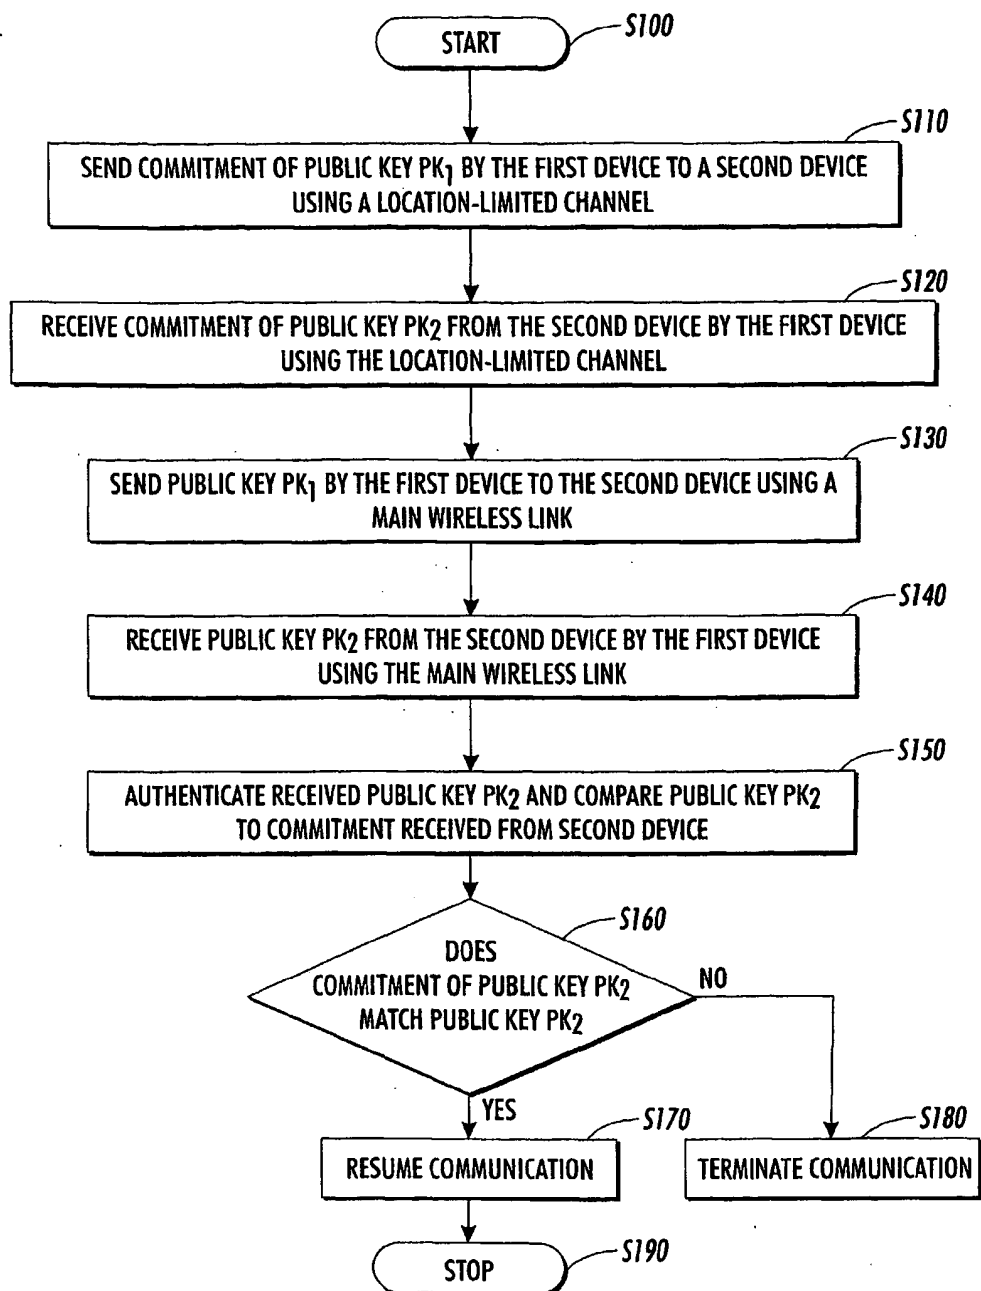 START
S100
S110
SEND COMMITMENT OF PUBLIC KEY PK1 BY THE FIRST DEVICE TO A SECOND DEVICE
USING A LOCATION-LIMITED CHANNEL
S120
RECEIVE COMMITMENT OF PUBLIC KEY PK2 FROM THE SECOND DEVICE BY THE FIRST DEVICE
USING THE LOCATION-LIMITED CHANNEL
S130
SEND PUBLIC KEY PK1 BY THE FIRST DEVICE TO THE SECOND DEVICE USING A
MAIN WIRELESS LINK
S140
RECEIVE PUBLIC KEY PK2 FROM THE SECOND DEVICE BY THE FIRST DEVICE
USING THE MAIN WIRELESS LINK
S150
AUTHENTICATE RECEIVED PUBLIC KEY PK2 AND COMPARE PUBLIC KEY PK2
TO COMMITMENT RECEIVED FROM SECOND DEVICE
S160
DOES
COMMITMENT OF PUBLIC KEY PK2
MATCH PUBLIC KEY PK2
NO
YES
S170
RESUME COMMUNICATION
S180
TERMINATE COMMUNICATION
S190
STOP